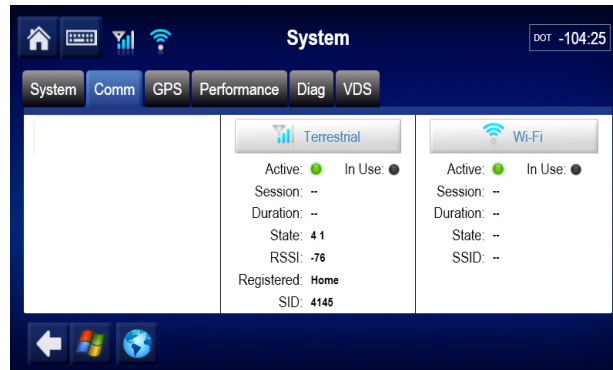 System
DOT -104:25
System Comm GPS Performance Diag VDS
Terrestrial
Active: In Use:
Session: --
Duration: --
State: 4 1
RSSI: -76
Registered: Home
SID: 4145
Wi-Fi
Active: In Use:
Session: --
Duration: --
State: --
SSID: --